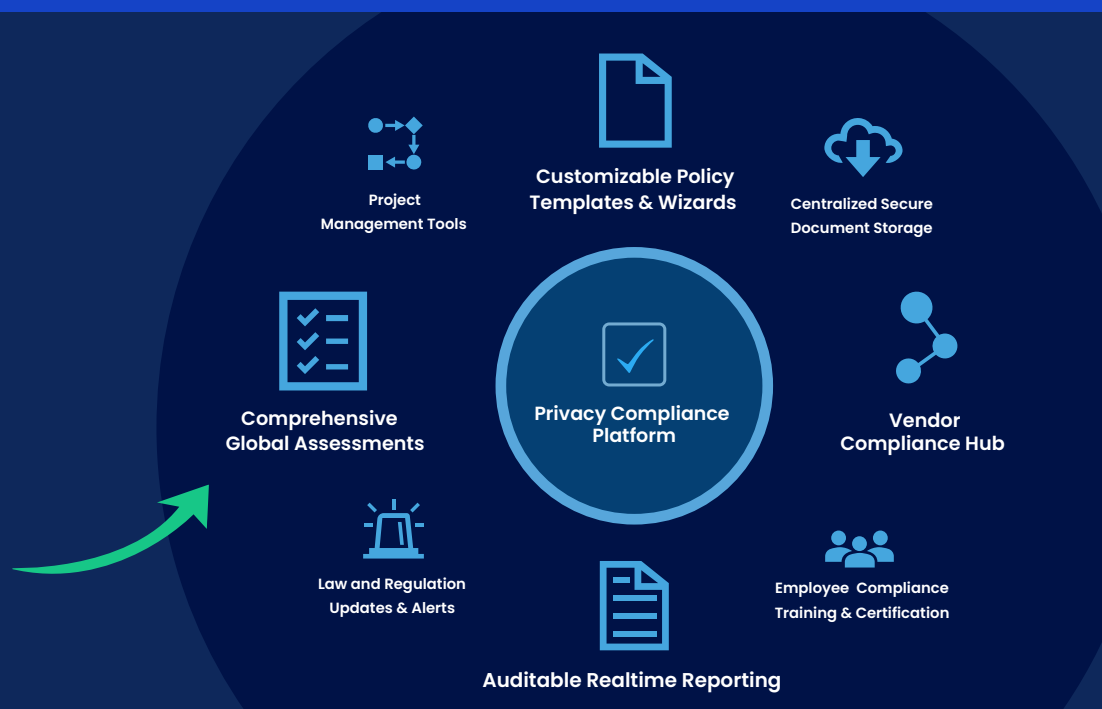 Customizable Policy
Templates & Wizards
Project
Management Tools
Centralized Secure
Document Storage
Privacy Compliance
Platform
Comprehensive
Global Assessments
Vendor
Compliance Hub
Law and Regulation
Updates & Alerts
Employee Compliance
Training & Certification
Auditable Realtime Reporting